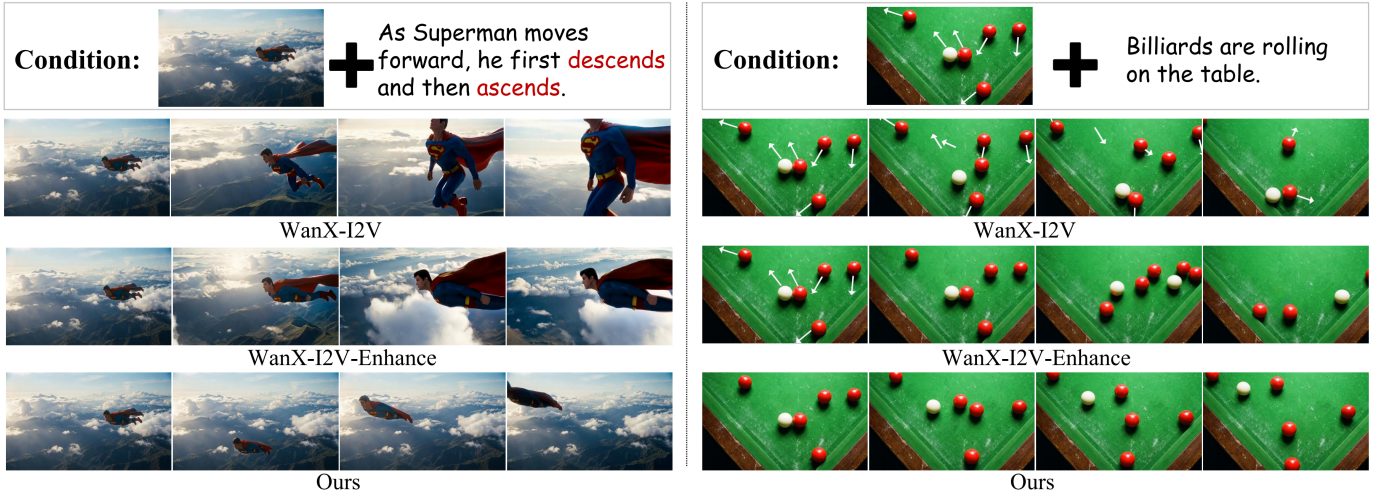 Condition:
As Superman moves
forward, he first descends
and then ascends.
WanX-I2V
WanX-I2V-Enhance
Ours
Condition:
Billiards are rolling
on the table.
WanX-I2V
WanX-I2V-Enhance
Ours